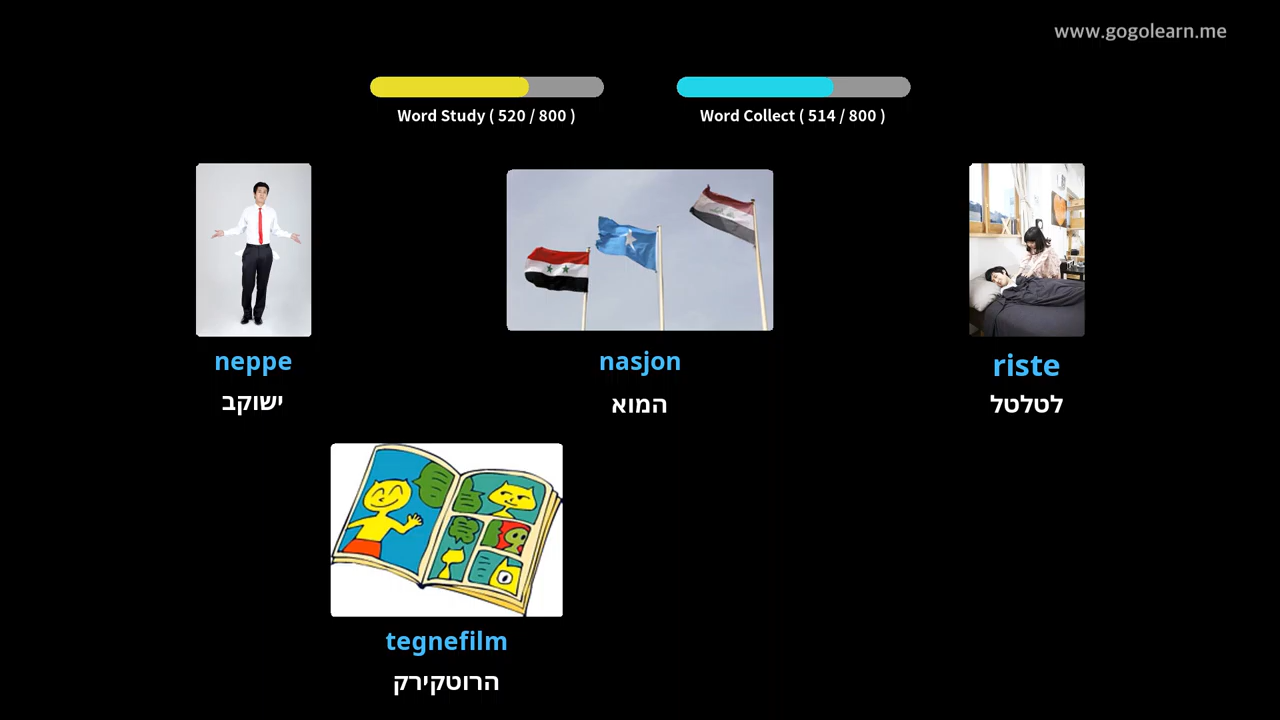 www.gogolearn.me
Word Study ( 520 / 800 )
Word Collect ( 514 / 800 )
neppe
ישוקב
nasjon
המוא
riste
לטלטל
tegnefilm
הרוטקירק